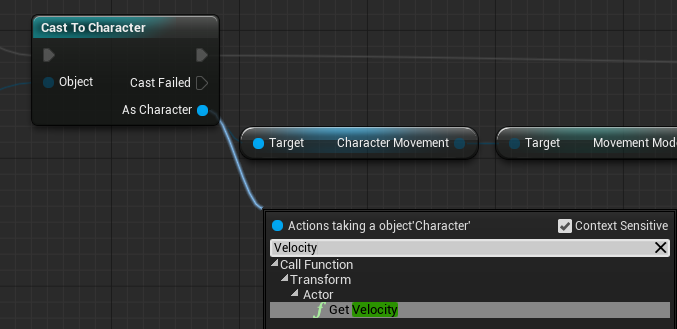 Cast To Character
Object
Cast Failed
As Character
Target
Character Movement
Target
Movement Mod
Actions taking a object'Character'
Context Sensitive
Velocity
Call Function
Transform
Actor
f Get Velocity